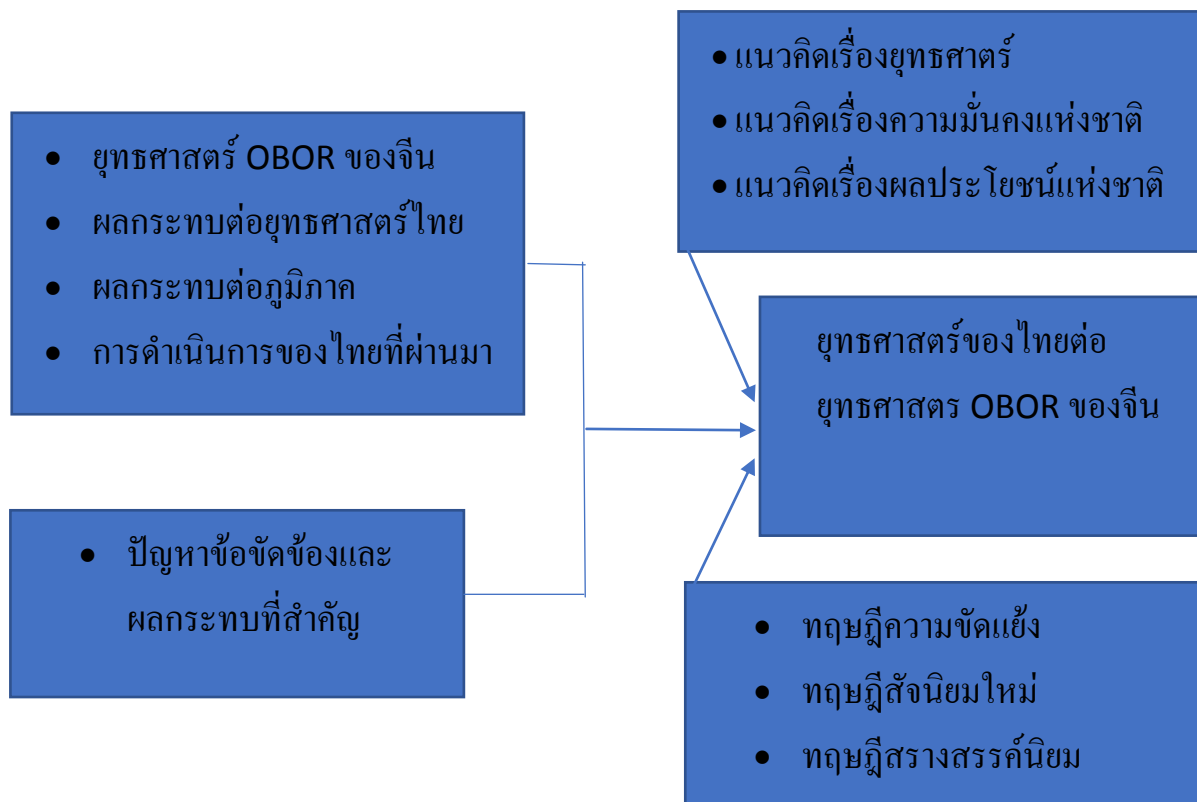 • ยุทธศาสตร์ OBOR ของจีน
• ผลกระทบต่อยุทธศาสตร์ไทย
• ผลกระทบต่อภูมิภาค
• การดำเนินการของไทยที่ผ่านมา
• ปัญหาข้อขัดข้องและ
ผลกระทบที่สำคัญ
• แนวคิดเรื่องยุทธศาตร์
• แนวคิดเรื่องความมั่นคงแห่งชาติ
• แนวคิดเรื่องผลประโยชน์แห่งชาติ
ยุทธศาสตร์ของไทยต่อ
ยุทธศาสตร OBOR ของจีน
• ทฤษฎีความขัดแย้ง
• ทฤษฎีสัจนิยมใหม่
• ทฤษฎีสรางสรรค์นิยม